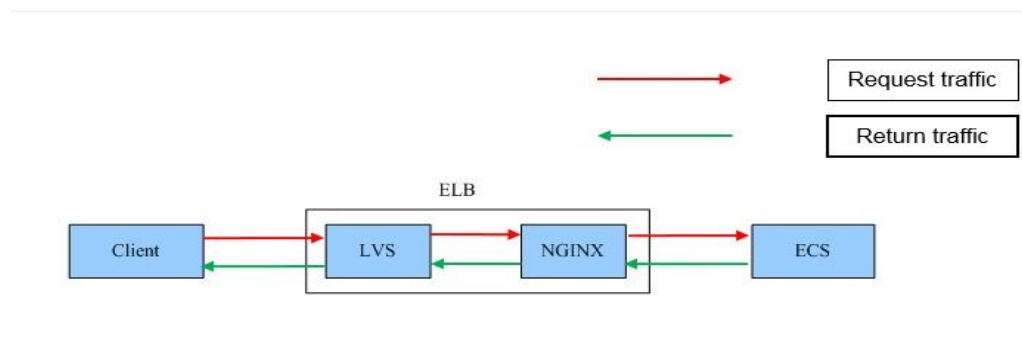 Request traffic
Return traffic
ELB
Client
LVS
NGINX
ECS